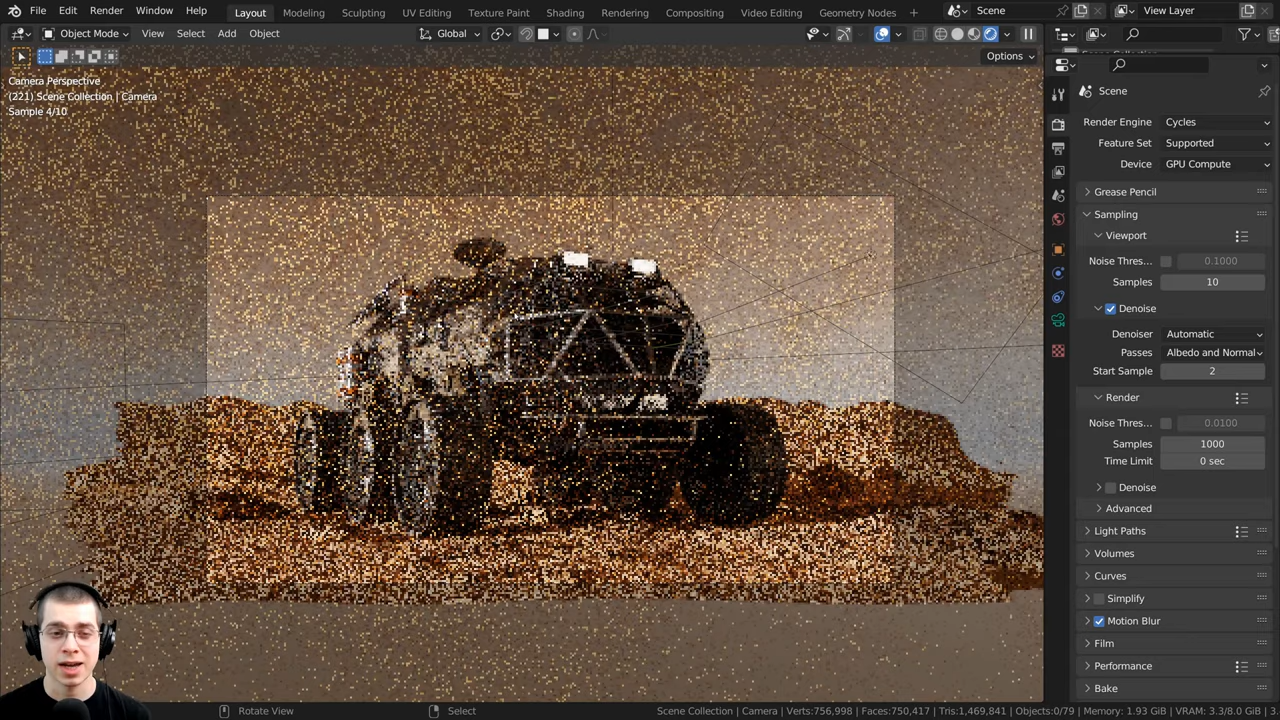 File Edit Render Window Help Layout Modeling Sculpting UV Editing Texture Paint Shading Rendering Compositing Video Editing Geometry Nodes + Scene View Layer
Object Mode View Select Add Object Global
Options
Camera Perspective
(221) Scene Collection | Camera
Sample 4/10
Scene
Render Engine Cycles
Feature Set Supported
Device GPU Compute
Grease Pencil
Sampling
Viewport
Noise Thres... 0.1000
Samples 10
Denoise
Denoiser Automatic
Passes Albedo and Normal
Start Sample 2
Render
Noise Thres... 0.0100
Samples 1000
Time Limit 0 sec
Denoise
Advanced
Light Paths
Volumes
Curves
Simplify
Motion Blur
Film
Performance
Bake
Rotate View Select Scene Collection | Camera | Verts:756,998 | Faces:750,417 | Tris:1,469,841 | Objects:0/79 | Memory: 1.93 GiB | VRAM: 3.3/8.0 GiB | 3